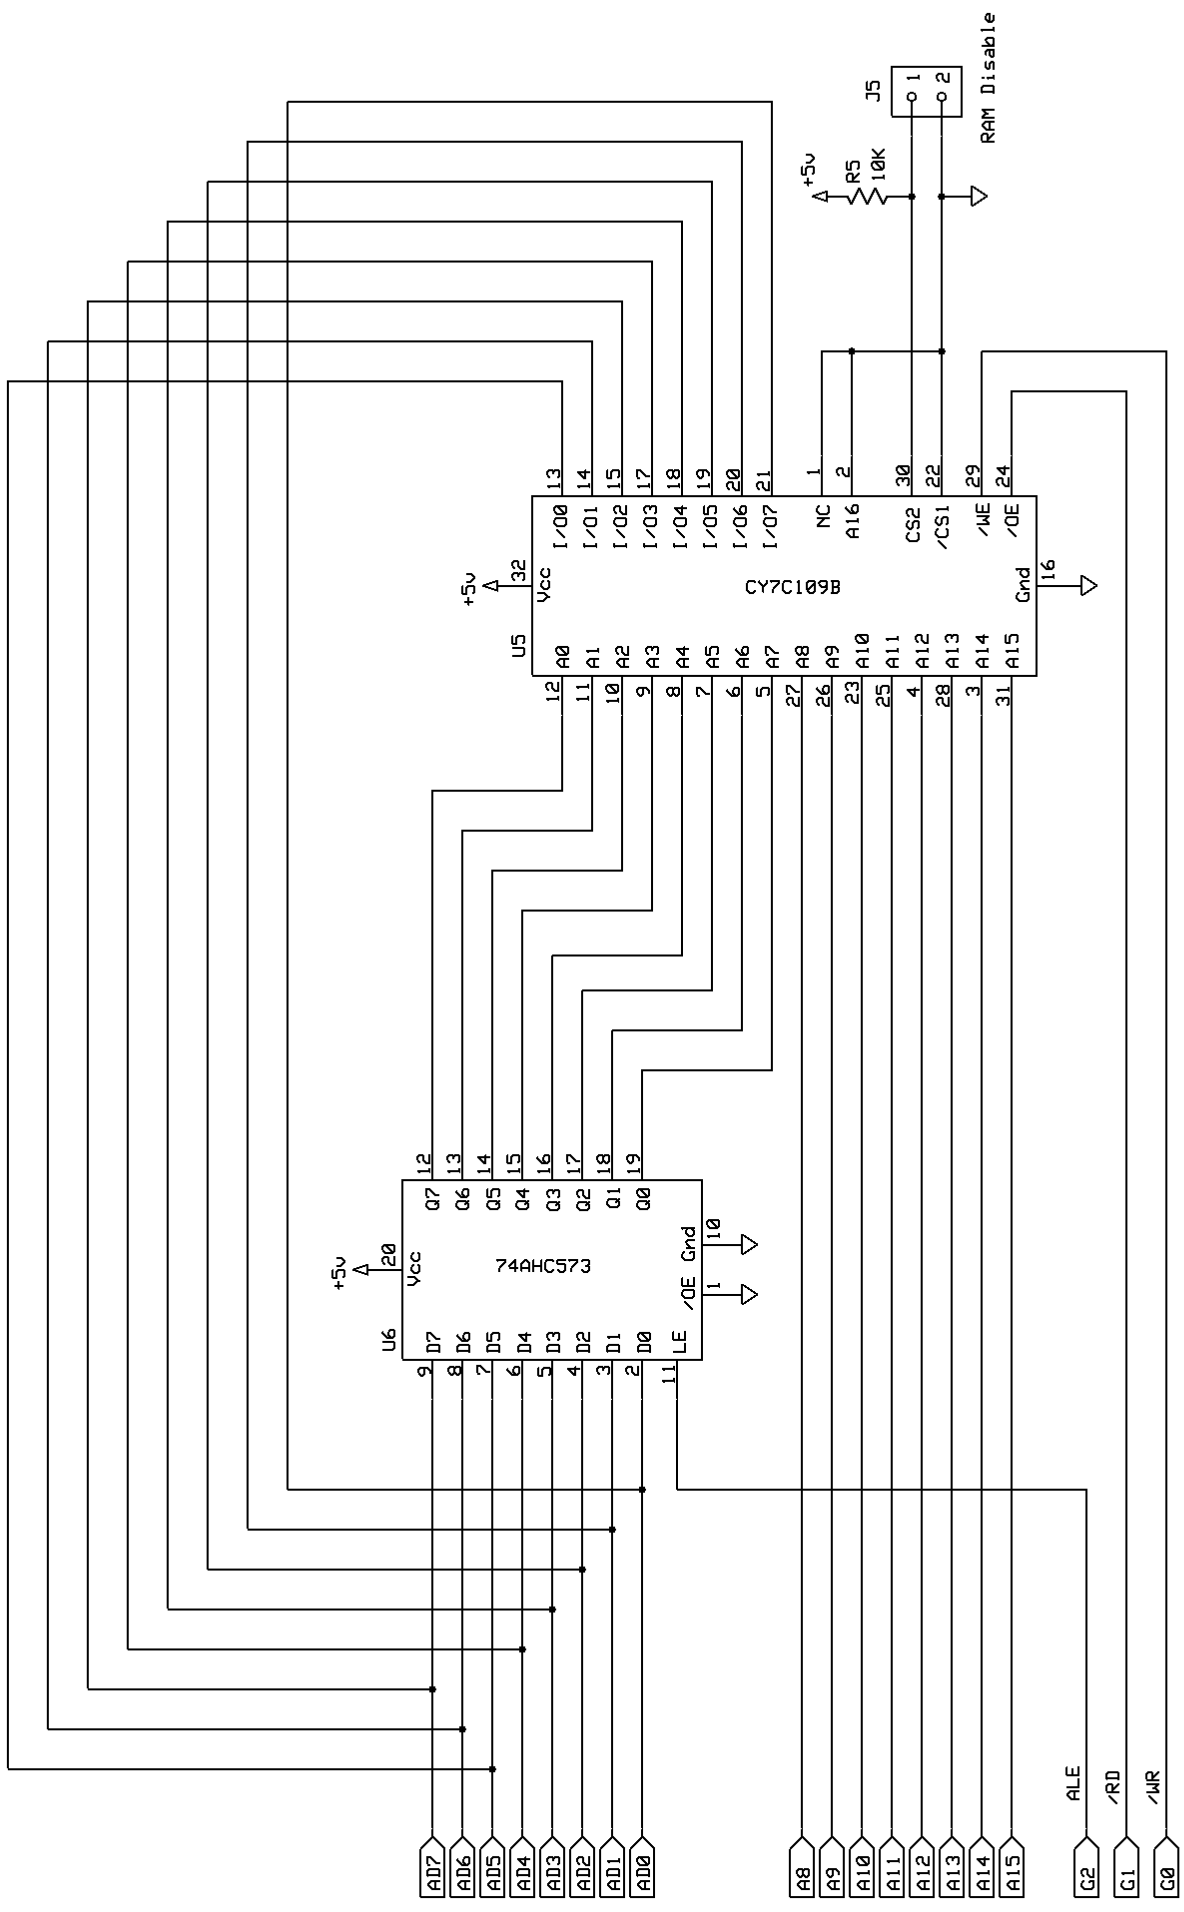 J5
1
2
RAM Disable
+5v
R5
10K
13
14
15
17
18
19
20
21
1
2
30
22
29
24
I/O0
I/O1
I/O2
I/O3
I/O4
I/O5
I/O6
I/O7
NC
A16
CS2
/CS1
/WE
/OE
+5v
32
Vcc
CY7C109B
Gnd
16
U5
A0
A1
A2
A3
A4
A5
A6
A7
A8
A9
A10
A11
A12
A13
A14
A15
12
11
10
9
8
7
6
5
27
26
23
25
4
28
3
31
12
13
14
15
16
17
18
19
Q7
Q6
Q5
Q4
Q3
Q2
Q1
Q0
+5v
20
Vcc
74AHC573
Gnd
10
/OE
1
U6
D7
D6
D5
D4
D3
D2
D1
D0
LE
9
8
7
6
5
4
3
2
11
ALE
/RD
/WR
AD7
AD6
AD5
AD4
AD3
AD2
AD1
AD0
A8
A9
A10
A11
A12
A13
A14
A15
G2
G1
G0